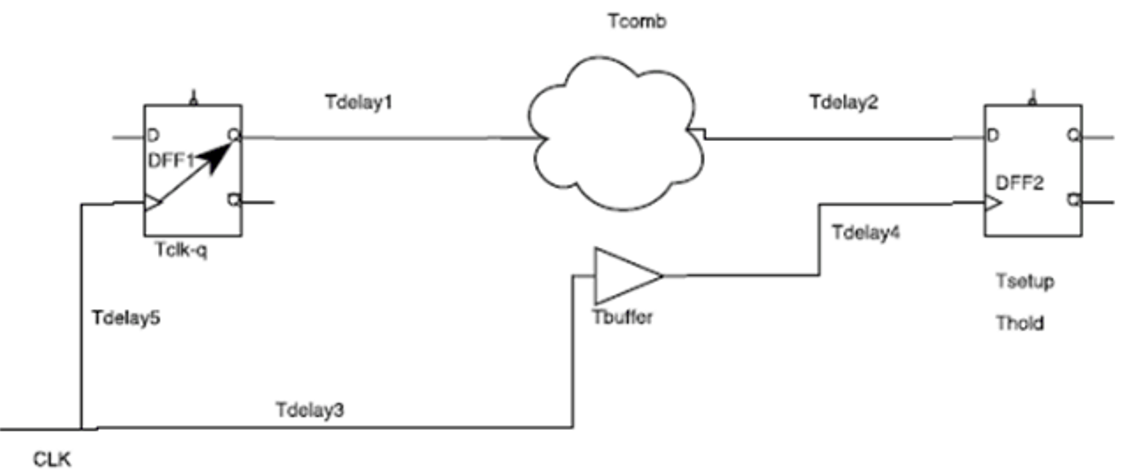 Tcomb
Tdelay1
Tdelay2
D
Q
DFF1
Q
Tclk-q
D
Q
DFF2
Q
Tdelay4
Tsetup
Thold
Tbuffer
Tdelay5
Tdelay3
CLK